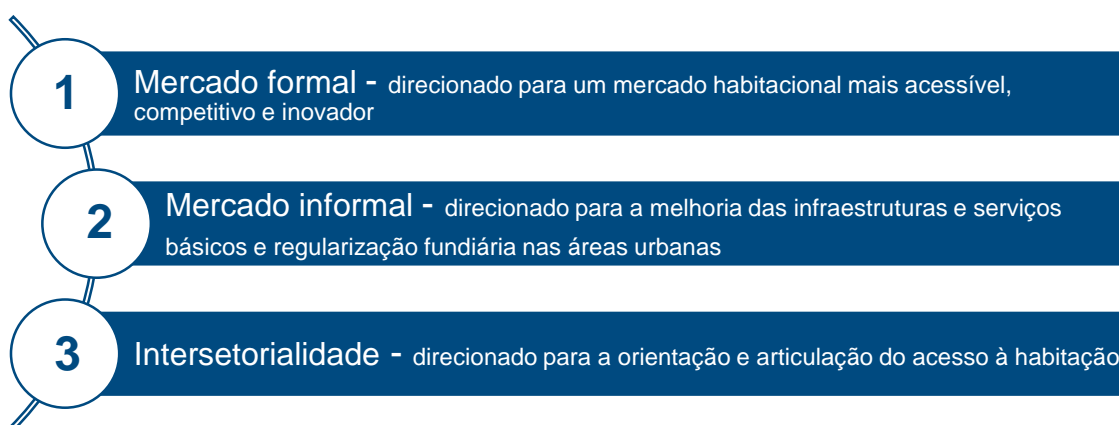 1
Mercado formal - direcionado para um mercado habitacional mais acessível,
competitivo e inovador
2
Mercado informal - direcionado para a melhoria das infraestruturas e serviços
básicos e regularização fundiária nas áreas urbanas
3
Intersetorialidade - direcionado para a orientação e articulação do acesso à habitação